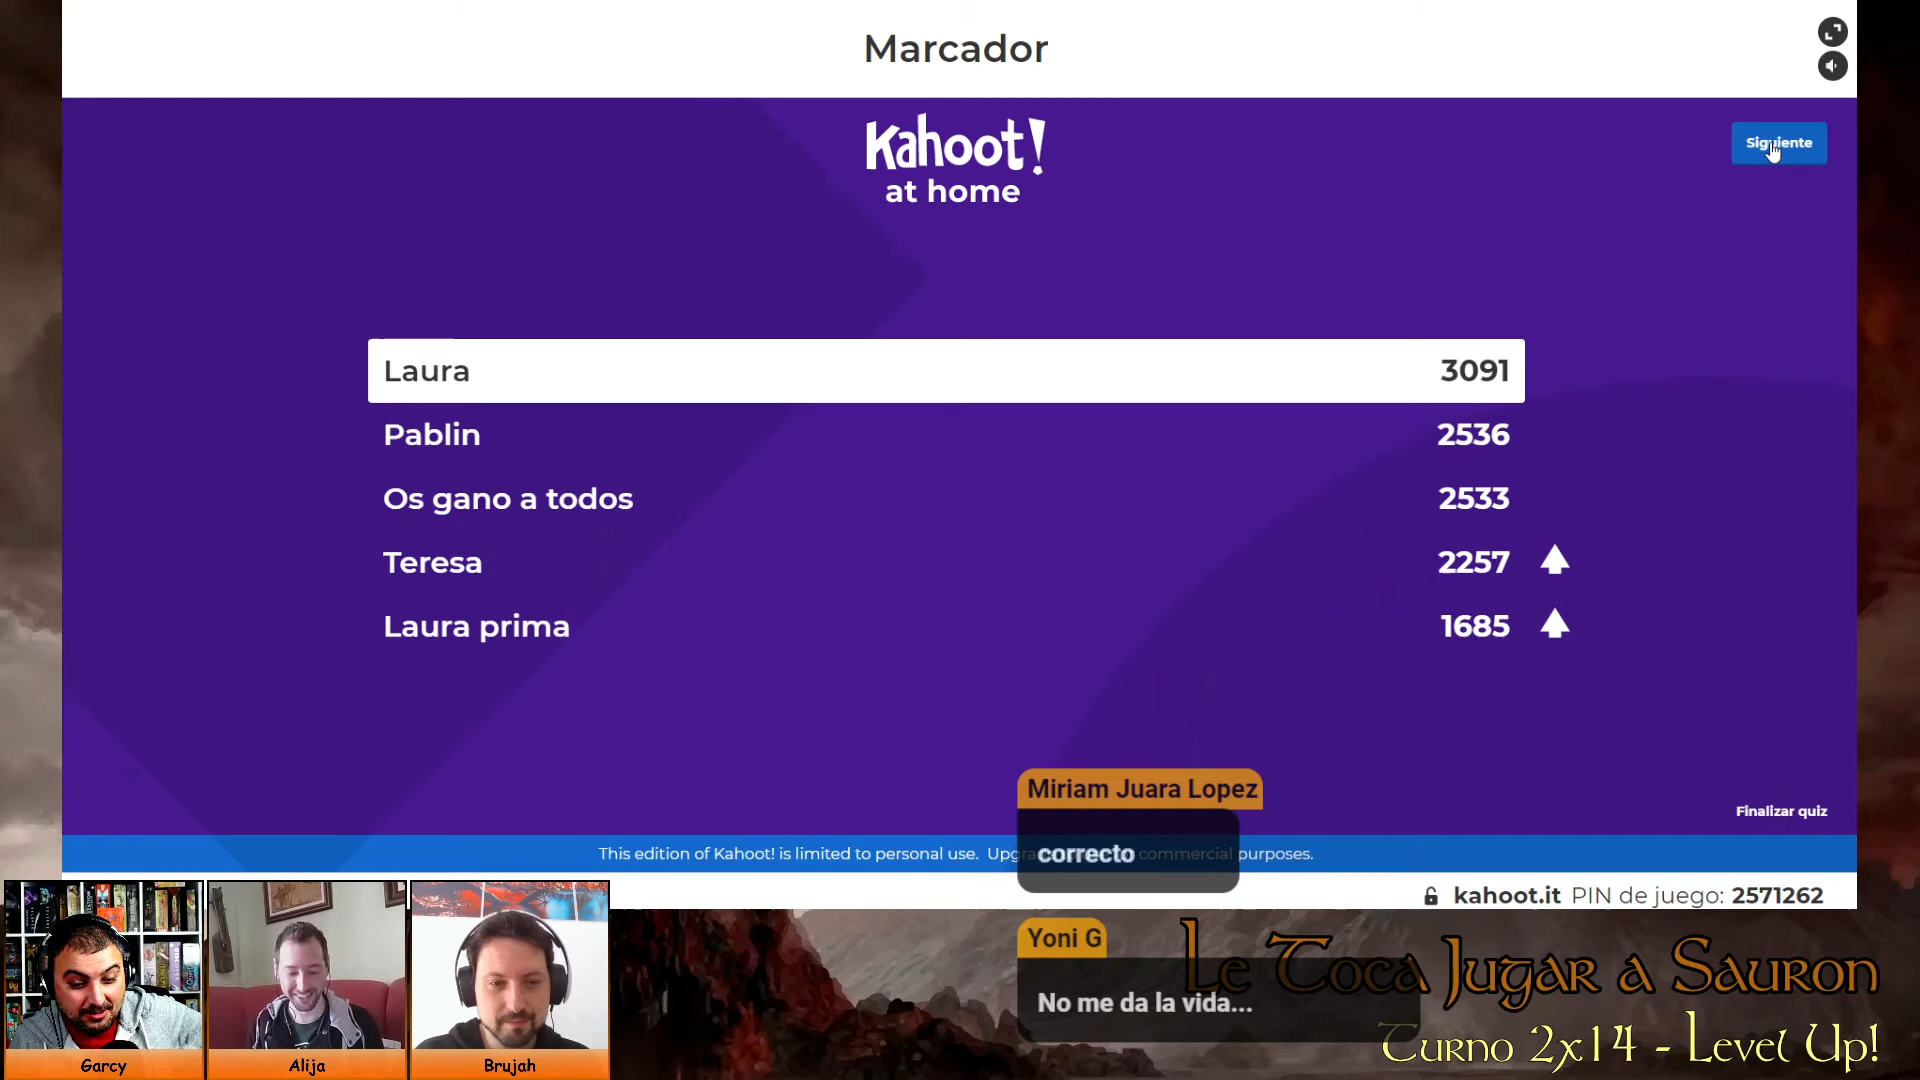 Marcador
Kahoot!
at home
Siguiente
Laura 3091
Pablin 2536
Os gano a todos 2533
Teresa 2257
Laura prima 1685
Miriam Juara Lopez
correcto
Finalizar quiz
This edition of Kahoot! is limited to personal use. commercial purposes.
kahoot.it PIN de juego: 2571262
Yoni G
No me da la vida...
Le Toca Jugar a Sauron
Turno 2x14 - Level Up!
Garcy
Alija
Brujah